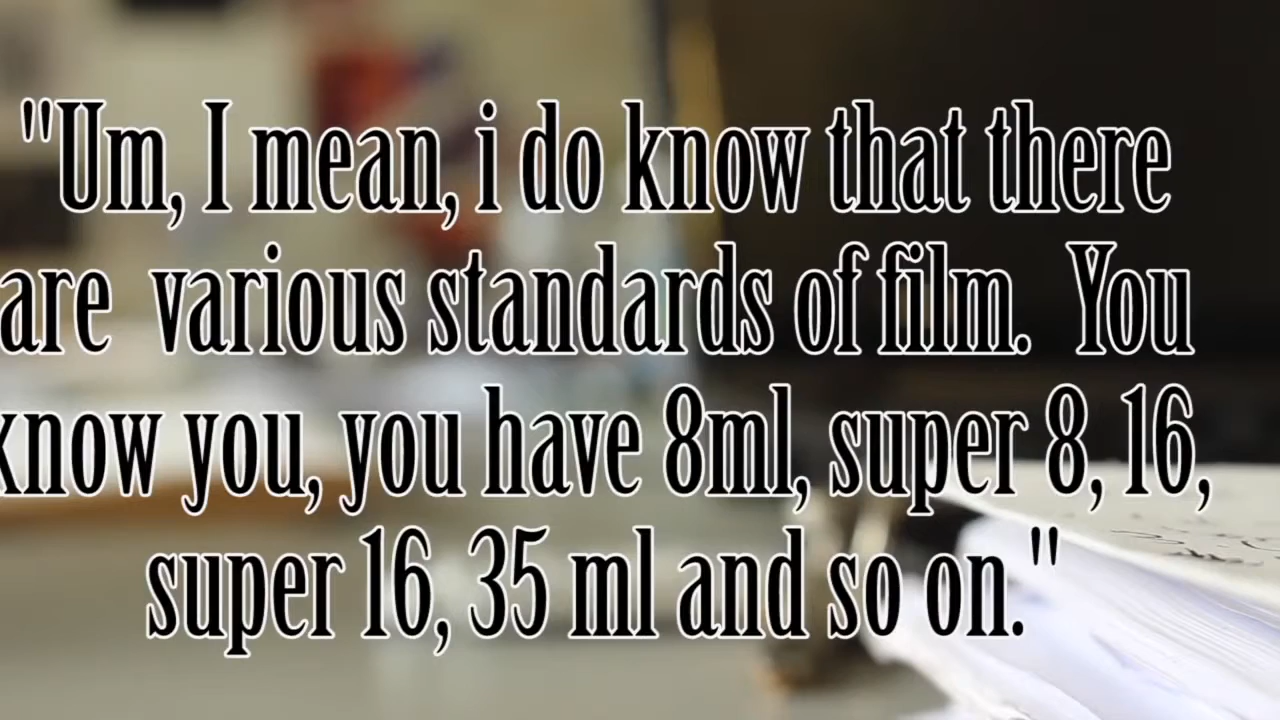 "Um, I mean, i do know that there
are  various standards of film.  You
know you, you have 8ml, super 8, 16,
super 16, 35 ml and so on."